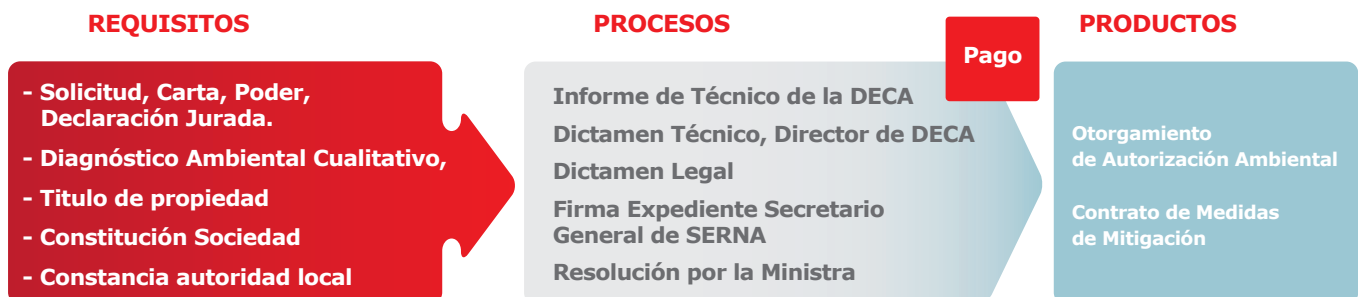 REQUISITOS
- Solicitud, Carta, Poder,
Declaración Jurada.
- Diagnóstico Ambiental Cualitativo,
- Titulo de propiedad
- Constitución Sociedad
- Constancia autoridad local
PROCESOS
Informe de Técnico de la DECA
Dictamen Técnico, Director de DECA
Dictamen Legal
Firma Expediente Secretario
General de SERNA
Resolución por la Ministra
Pago
PRODUCTOS
Otorgamiento
de Autorización Ambiental
Contrato de Medidas
de Mitigación